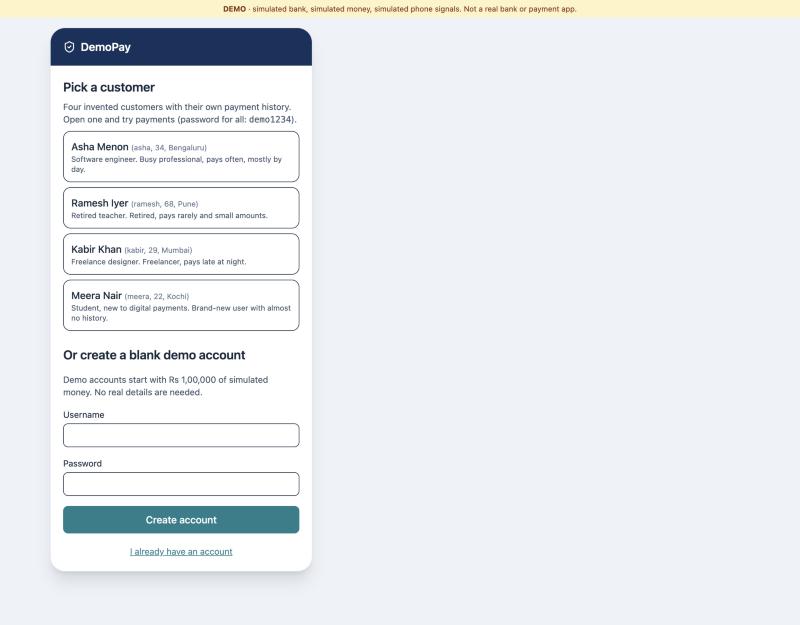 DEMO · simulated bank, simulated money, simulated phone signals. Not a real bank or payment app.
DemoPay
Pick a customer
Four invented customers with their own payment history.
Open one and try payments (password for all: demo1234).
Asha Menon (asha, 34, Bengaluru)
Software engineer. Busy professional, pays often, mostly by
day.
Ramesh Iyer (ramesh, 68, Pune)
Retired teacher. Retired, pays rarely and small amounts.
Kabir Khan (kabir, 29, Mumbai)
Freelance designer. Freelancer, pays late at night.
Meera Nair (meera, 22, Kochi)
Student, new to digital payments. Brand-new user with almost
no history.
Or create a blank demo account
Demo accounts start with Rs 1,00,000 of simulated
money. No real details are needed.
Username
Password
Create account
I already have an account